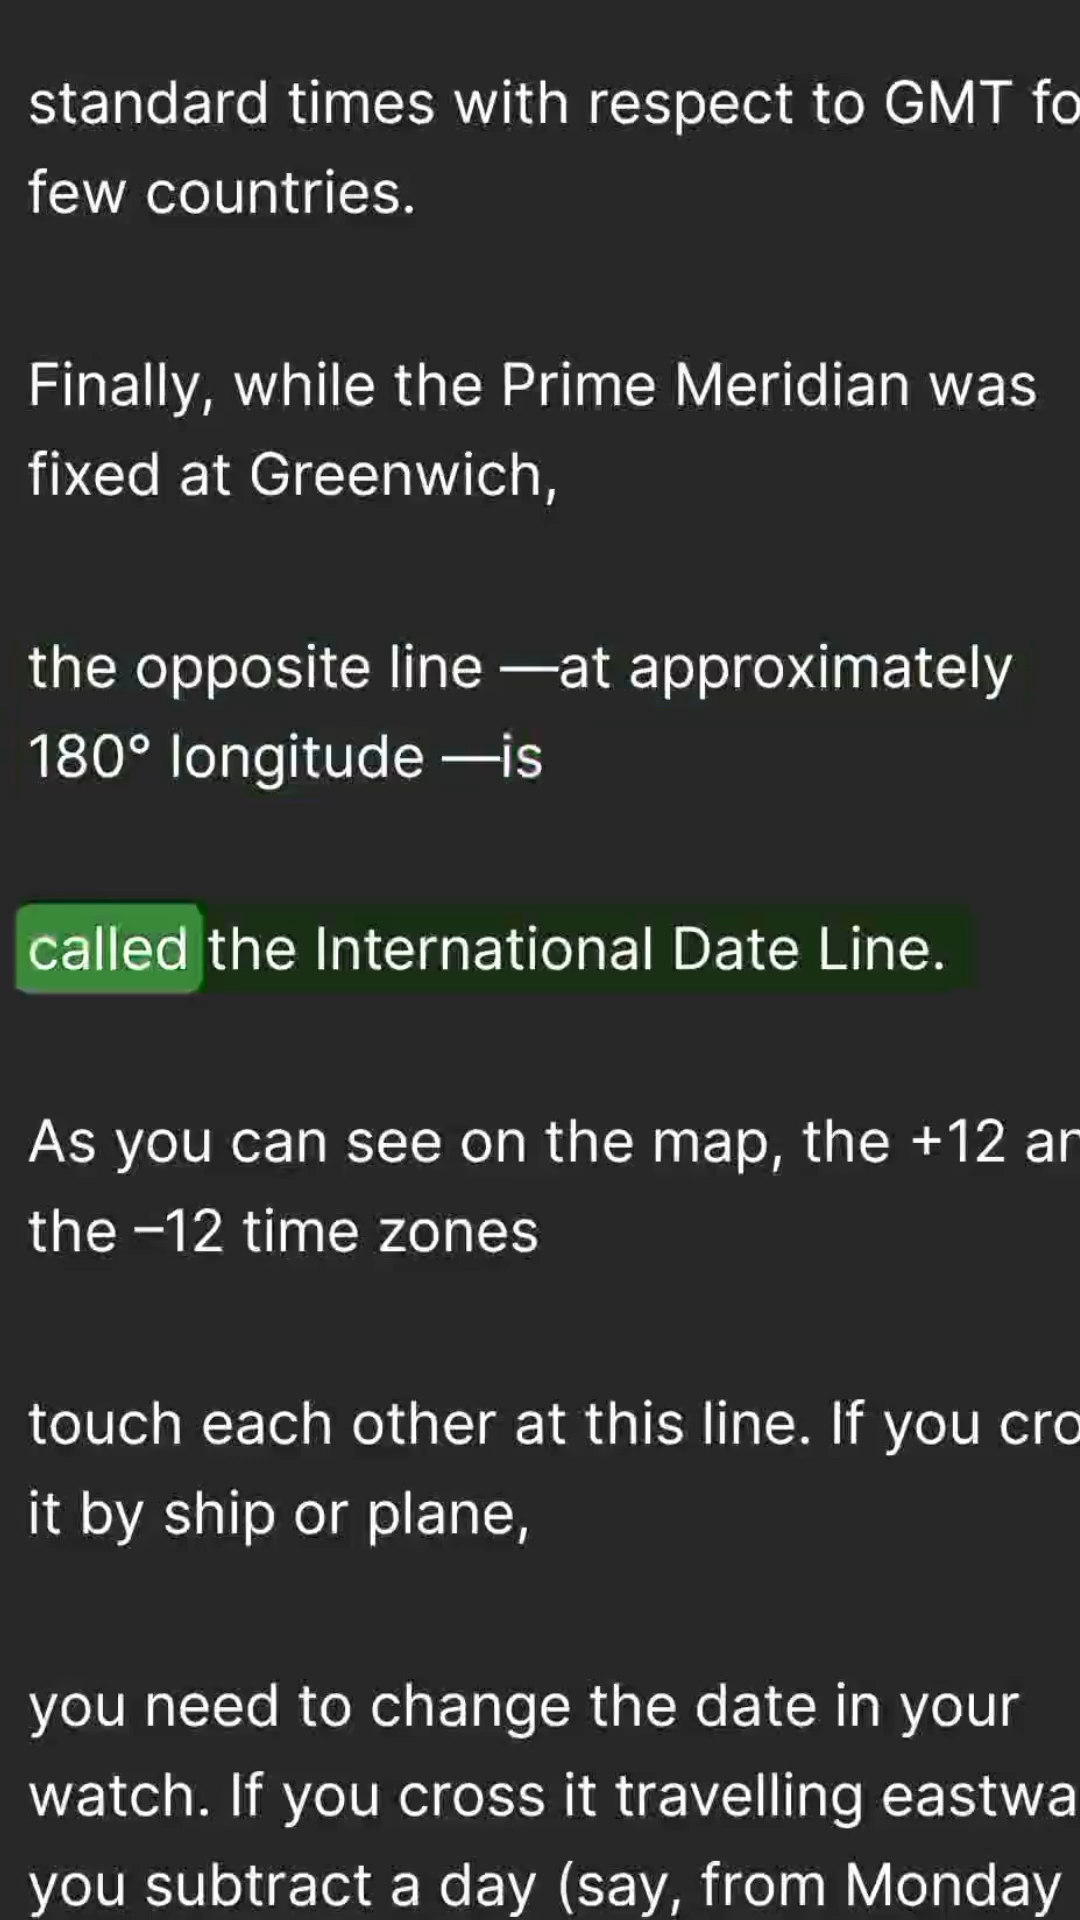 standard times with respect to GMT
few countries.
Finally, while the Prime Meridian was
fixed at Greenwich,
the opposite line —at approximately
180° longitude —is
called the International Date Line.
As you can see on the map, the +12
the –12 time zones
touch each other at this line. If you
it by ship or plane,
you need to change the date in your
watch. If you cross it travelling
you subtract a day (say, from Monday